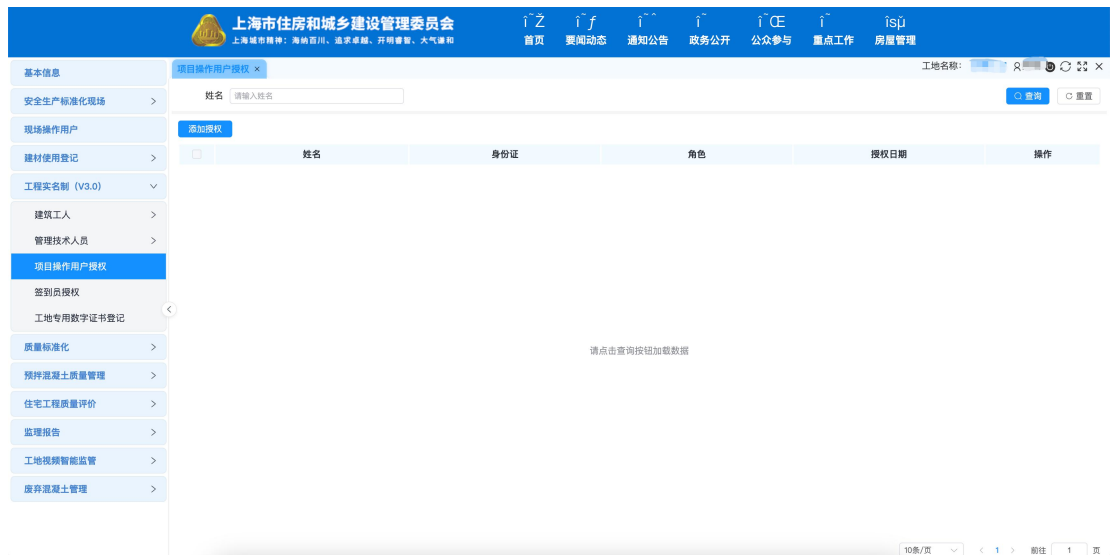 上海市住房和城乡建设管理委员会
上海城市精神：海纳百川、追求卓越、开明睿智、大气谦和
首页 要闻动态 通知公告 政务公开 公众参与 重点工作 房屋管理
基本信息
安全生产标准化现场
现场操作用户
建材使用登记
工程实名制（V3.0）
建筑工人
管理技术人员
项目操作用户授权
签到员授权
工地专用数字证书登记
质量标准化
预拌混凝土质量管理
住宅工程质量评价
监理报告
工地视频智能监管
废弃混凝土管理
项目操作用户授权 ×
工地名称：
姓名 请输入姓名 查询 重置
添加授权
姓名 身份证 角色 授权日期 操作
请点击查询按钮加载数据
10条/页 1 前往 1 页